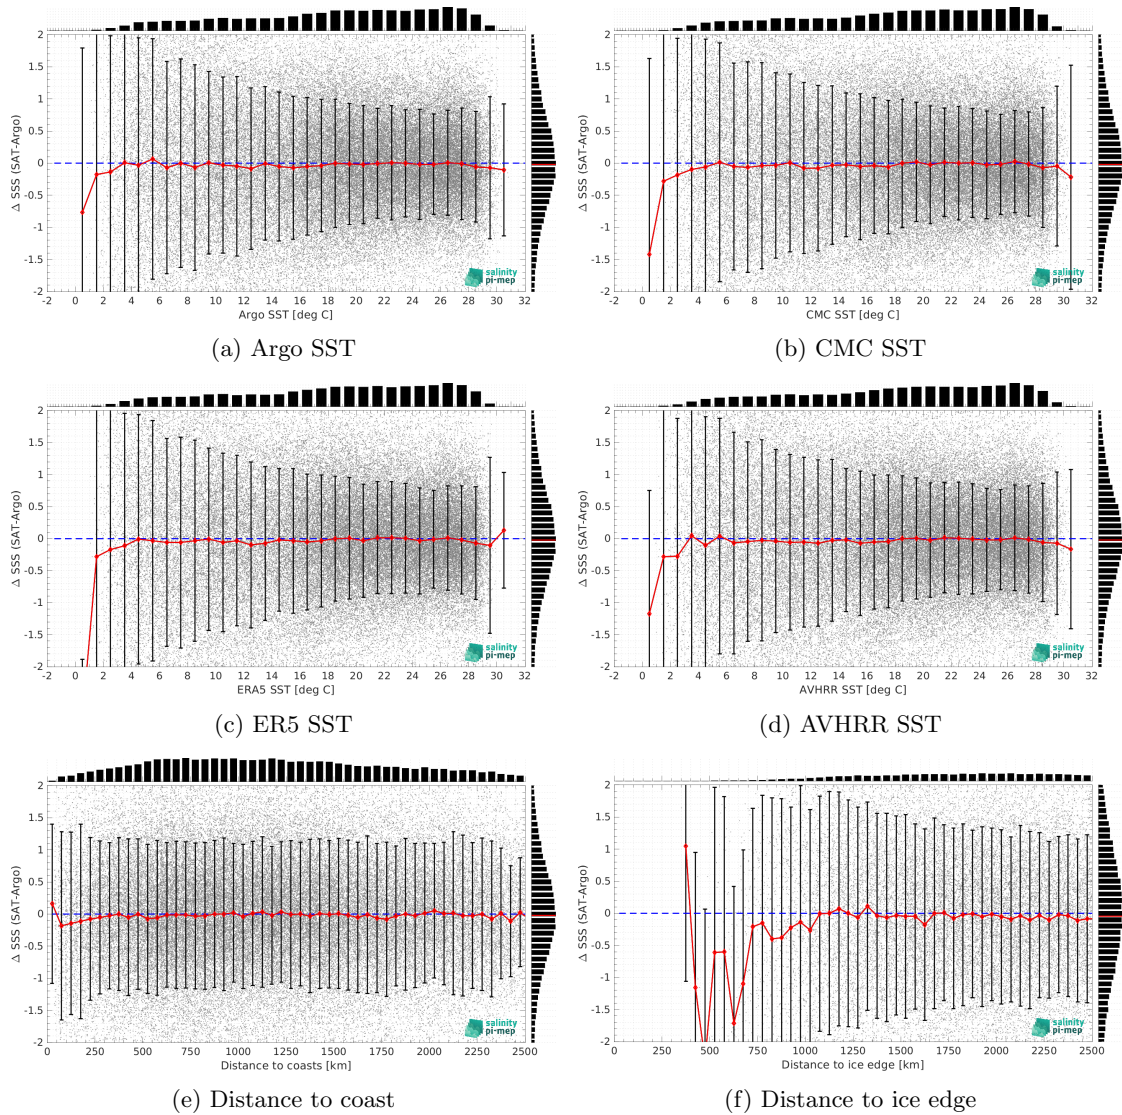 2
1.5
1
0.5
0
-0.5
-1
-1.5
-2
Δ SSS (SAT-Argo)
-2 0 2 4 6 8 10 12 14 16 18 20 22 24 26 28 30 32
Argo SST [deg C]
salinity
pi-mep
(a) Argo SST
2
1.5
1
0.5
0
-0.5
-1
-1.5
-2
Δ SSS (SAT-Argo)
-2 0 2 4 6 8 10 12 14 16 18 20 22 24 26 28 30 32
CMC SST [deg C]
salinity
pi-mep
(b) CMC SST
2
1.5
1
0.5
0
-0.5
-1
-1.5
-2
Δ SSS (SAT-Argo)
-2 0 2 4 6 8 10 12 14 16 18 20 22 24 26 28 30 32
ERA5 SST [deg C]
salinity
pi-mep
(c) ER5 SST
2
1.5
1
0.5
0
-0.5
-1
-1.5
-2
Δ SSS (SAT-Argo)
-2 0 2 4 6 8 10 12 14 16 18 20 22 24 26 28 30 32
AVHRR SST [deg C]
salinity
pi-mep
(d) AVHRR SST
2
1.5
1
0.5
0
-0.5
-1
-1.5
-2
Δ SSS (SAT-Argo)
0 250 500 750 1000 1250 1500 1750 2000 2250 2500
Distance to coasts [km]
salinity
pi-mep
(e) Distance to coast
2
1.5
1
0.5
0
-0.5
-1
-1.5
-2
Δ SSS (SAT-Argo)
0 250 500 750 1000 1250 1500 1750 2000 2250 2500
Distance to ice edge [km]
salinity
pi-mep
(f) Distance to ice edge